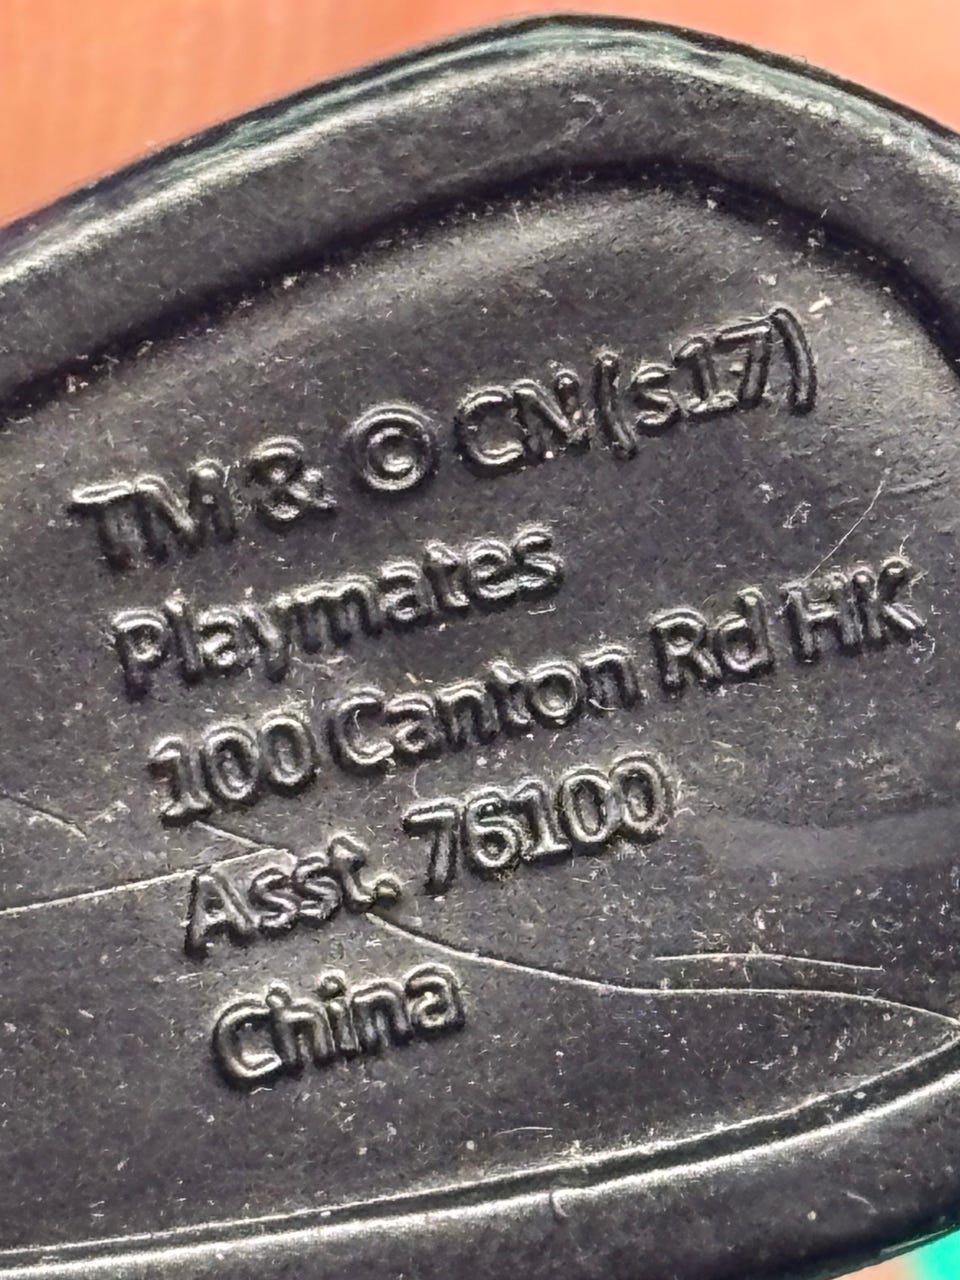 TM & © CN (s17)
Playmates
100 Canton Rd HK
Asst. 76100
China